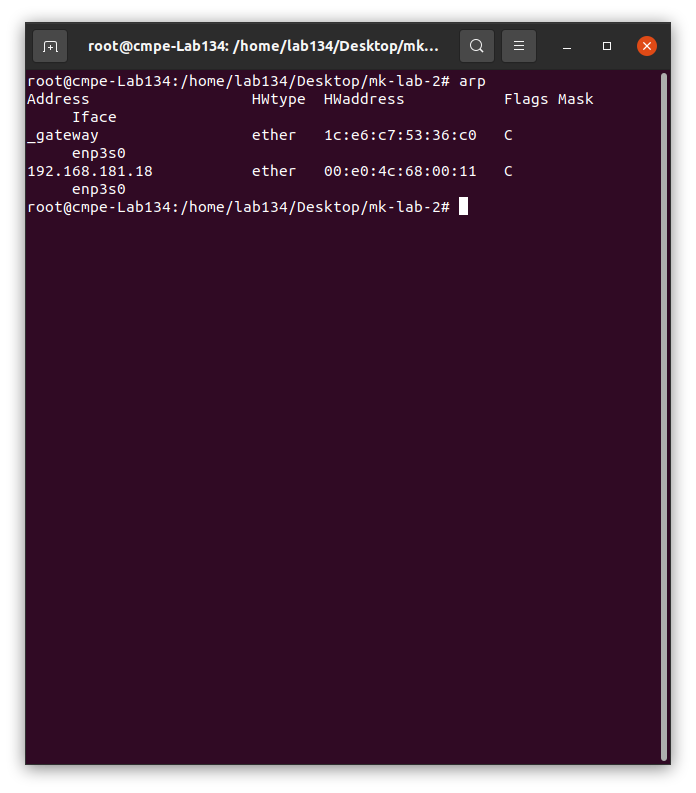 root@cmpe-Lab134: /home/lab134/Desktop/mk...
root@cmpe-Lab134:/home/lab134/Desktop/mk-lab-2# arp
Address                  HWtype  HWaddress           Flags Mask
     Iface
_gateway                 ether   1c:e6:c7:53:36:c0   C
     enp3s0
192.168.181.18           ether   00:e0:4c:68:00:11   C
     enp3s0
root@cmpe-Lab134:/home/lab134/Desktop/mk-lab-2#